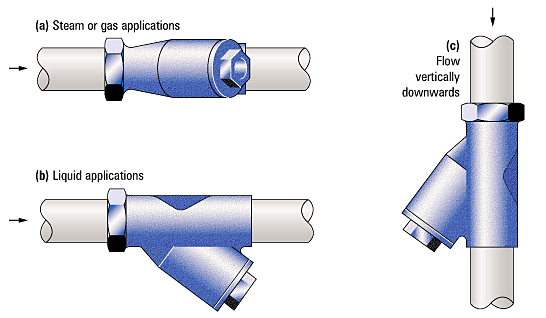 (a) Steam or gas applications
(b) Liquid applications
(c)
Flow
vertically
downwards